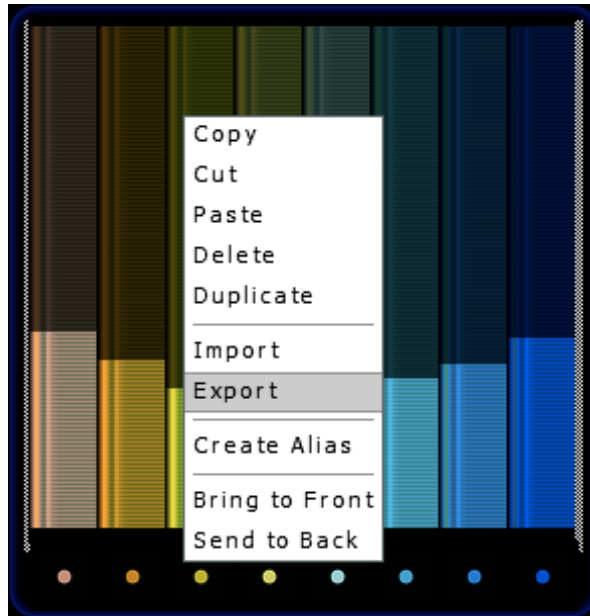 Copy
Cut
Paste
Delete
Duplicate
Import
Export
Create Alias
Bring to Front
Send to Back